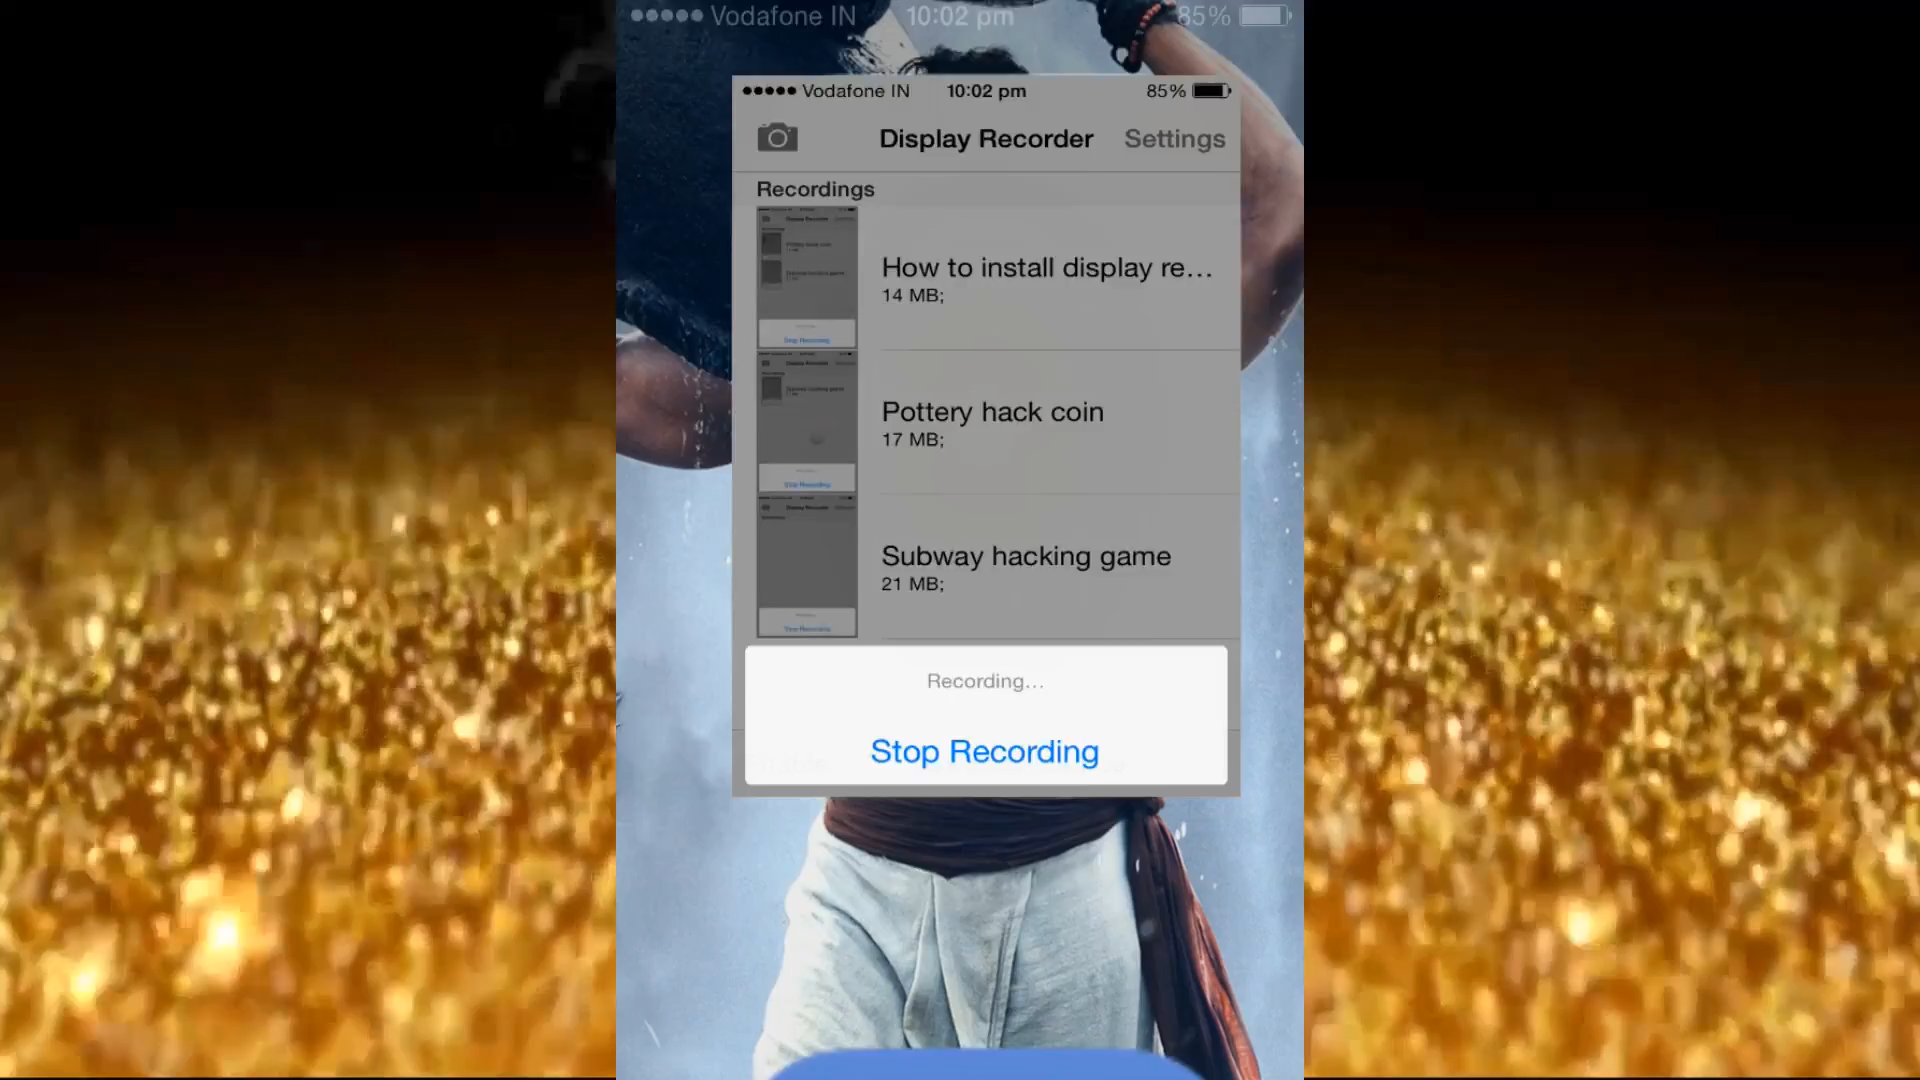 Vodafone IN 10:02 pm 85%
Vodafone IN 10:02 pm 85%
Display Recorder Settings
Recordings
How to install display re...
14 MB;
Pottery hack coin
17 MB;
Subway hacking game
21 MB;
Recording...
Stop Recording